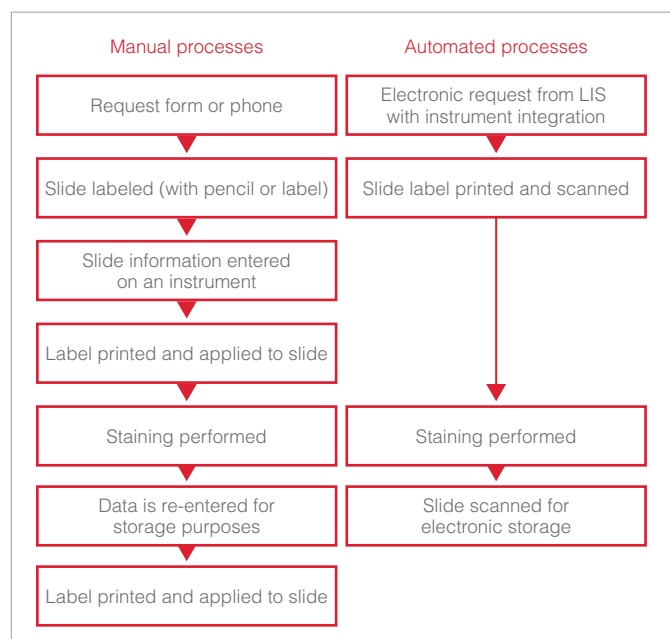 Manual processes
Automated processes
Request form or phone
Electronic request from LIS
with instrument integration
Slide labeled (with pencil or label)
Slide label printed and scanned
Slide information entered
on an instrument
Label printed and applied to slide
Staining performed
Staining performed
Data is re-entered for
storage purposes
Slide scanned for
electronic storage
Label printed and applied to slide